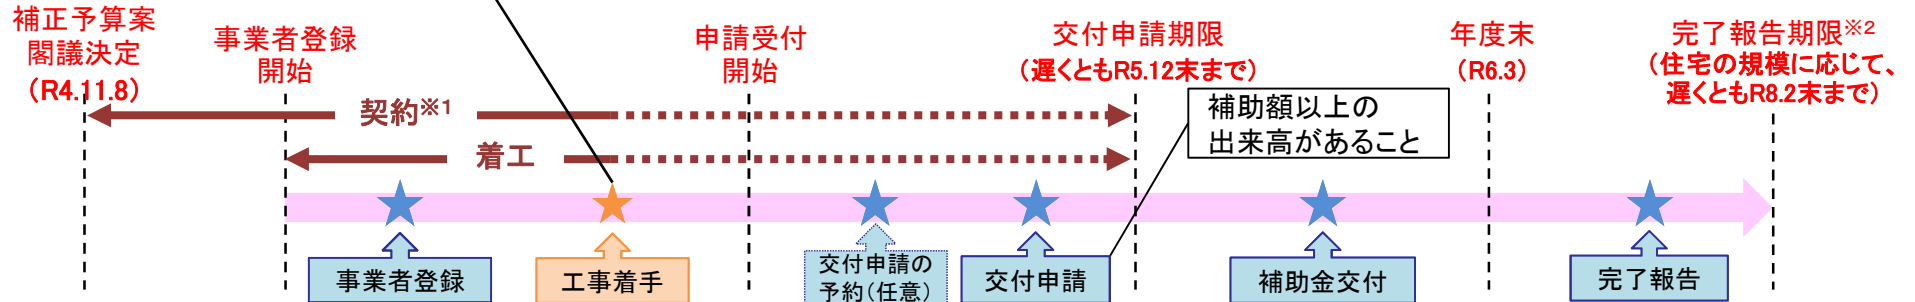 補正予算案
閣議決定
(R4.11.8)
事業者登録
開始
申請受付
開始
交付申請期限
(遅くともR5.12末まで)
年度末
(R6.3)
完了報告期限※2
(住宅の規模に応じて、
遅くともR8.2末まで)
契約※1
着工
補助額以上の
出来高があること
事業者登録
工事着手
交付申請の
予約(任意)
交付申請
補助金交付
完了報告